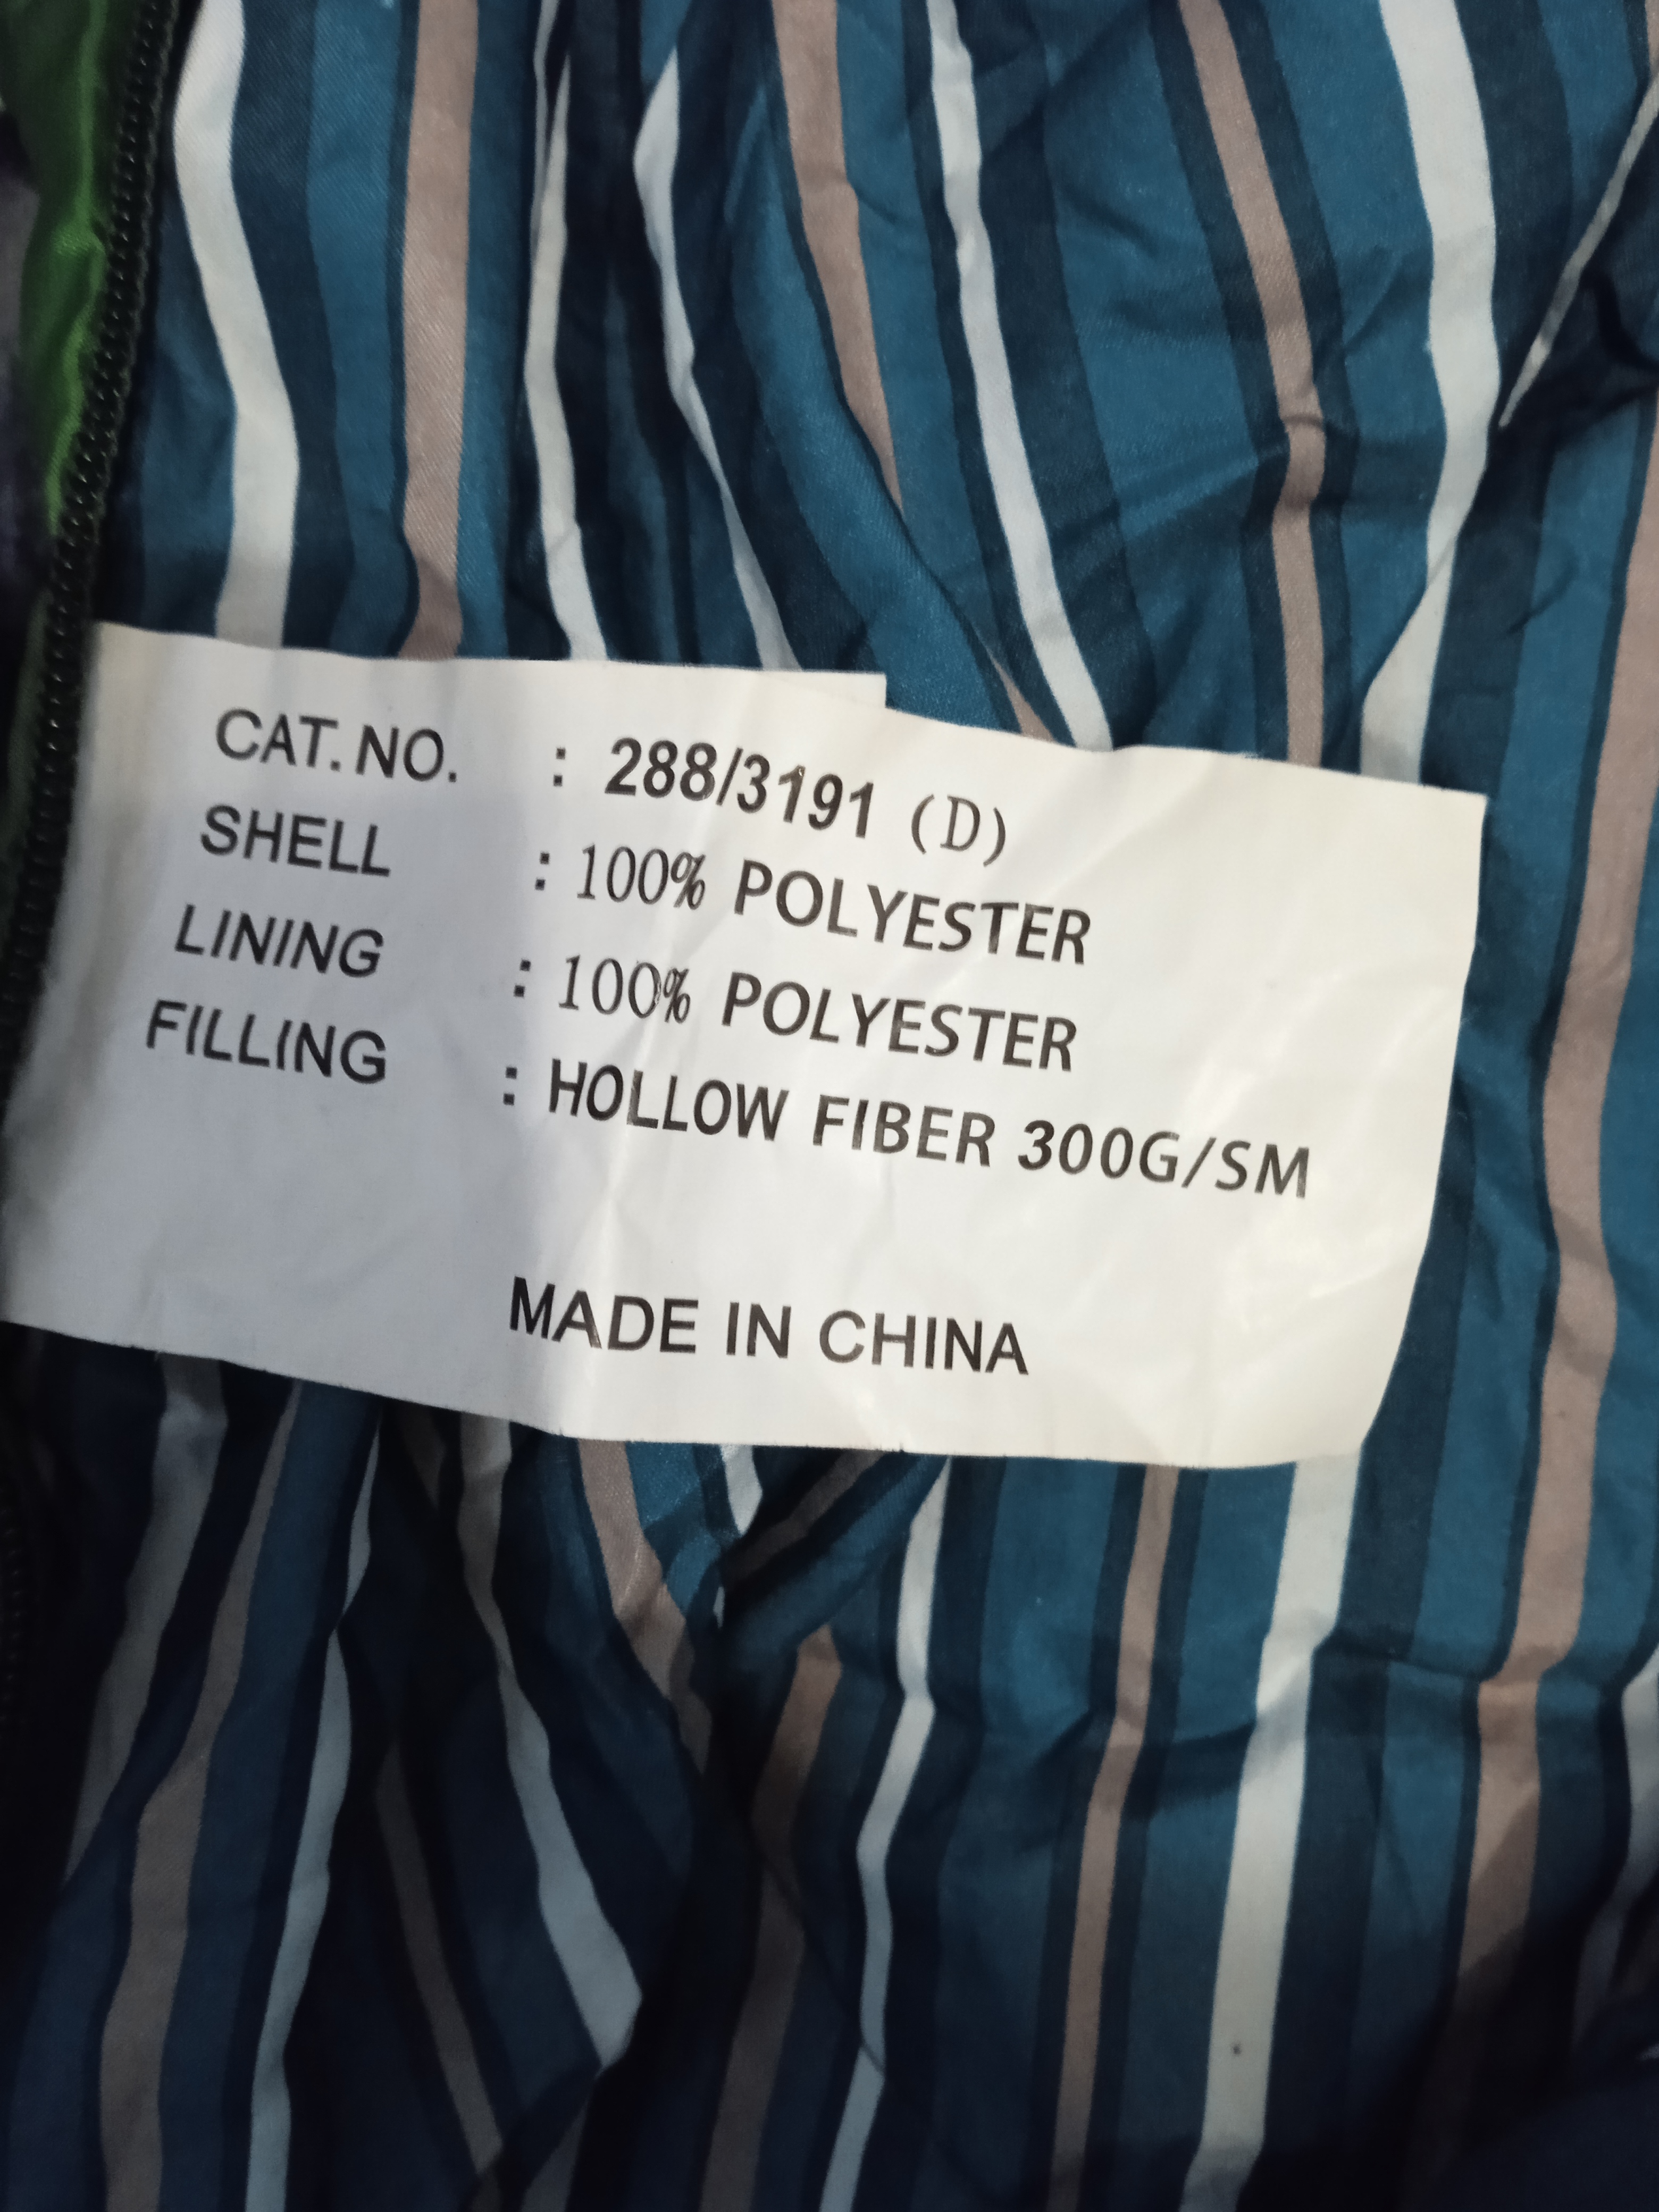 CAT. NO. : 288/3191 (D)
SHELL : 100% POLYESTER
LINING : 100% POLYESTER
FILLING : HOLLOW FIBER 300G/SM
MADE IN CHINA